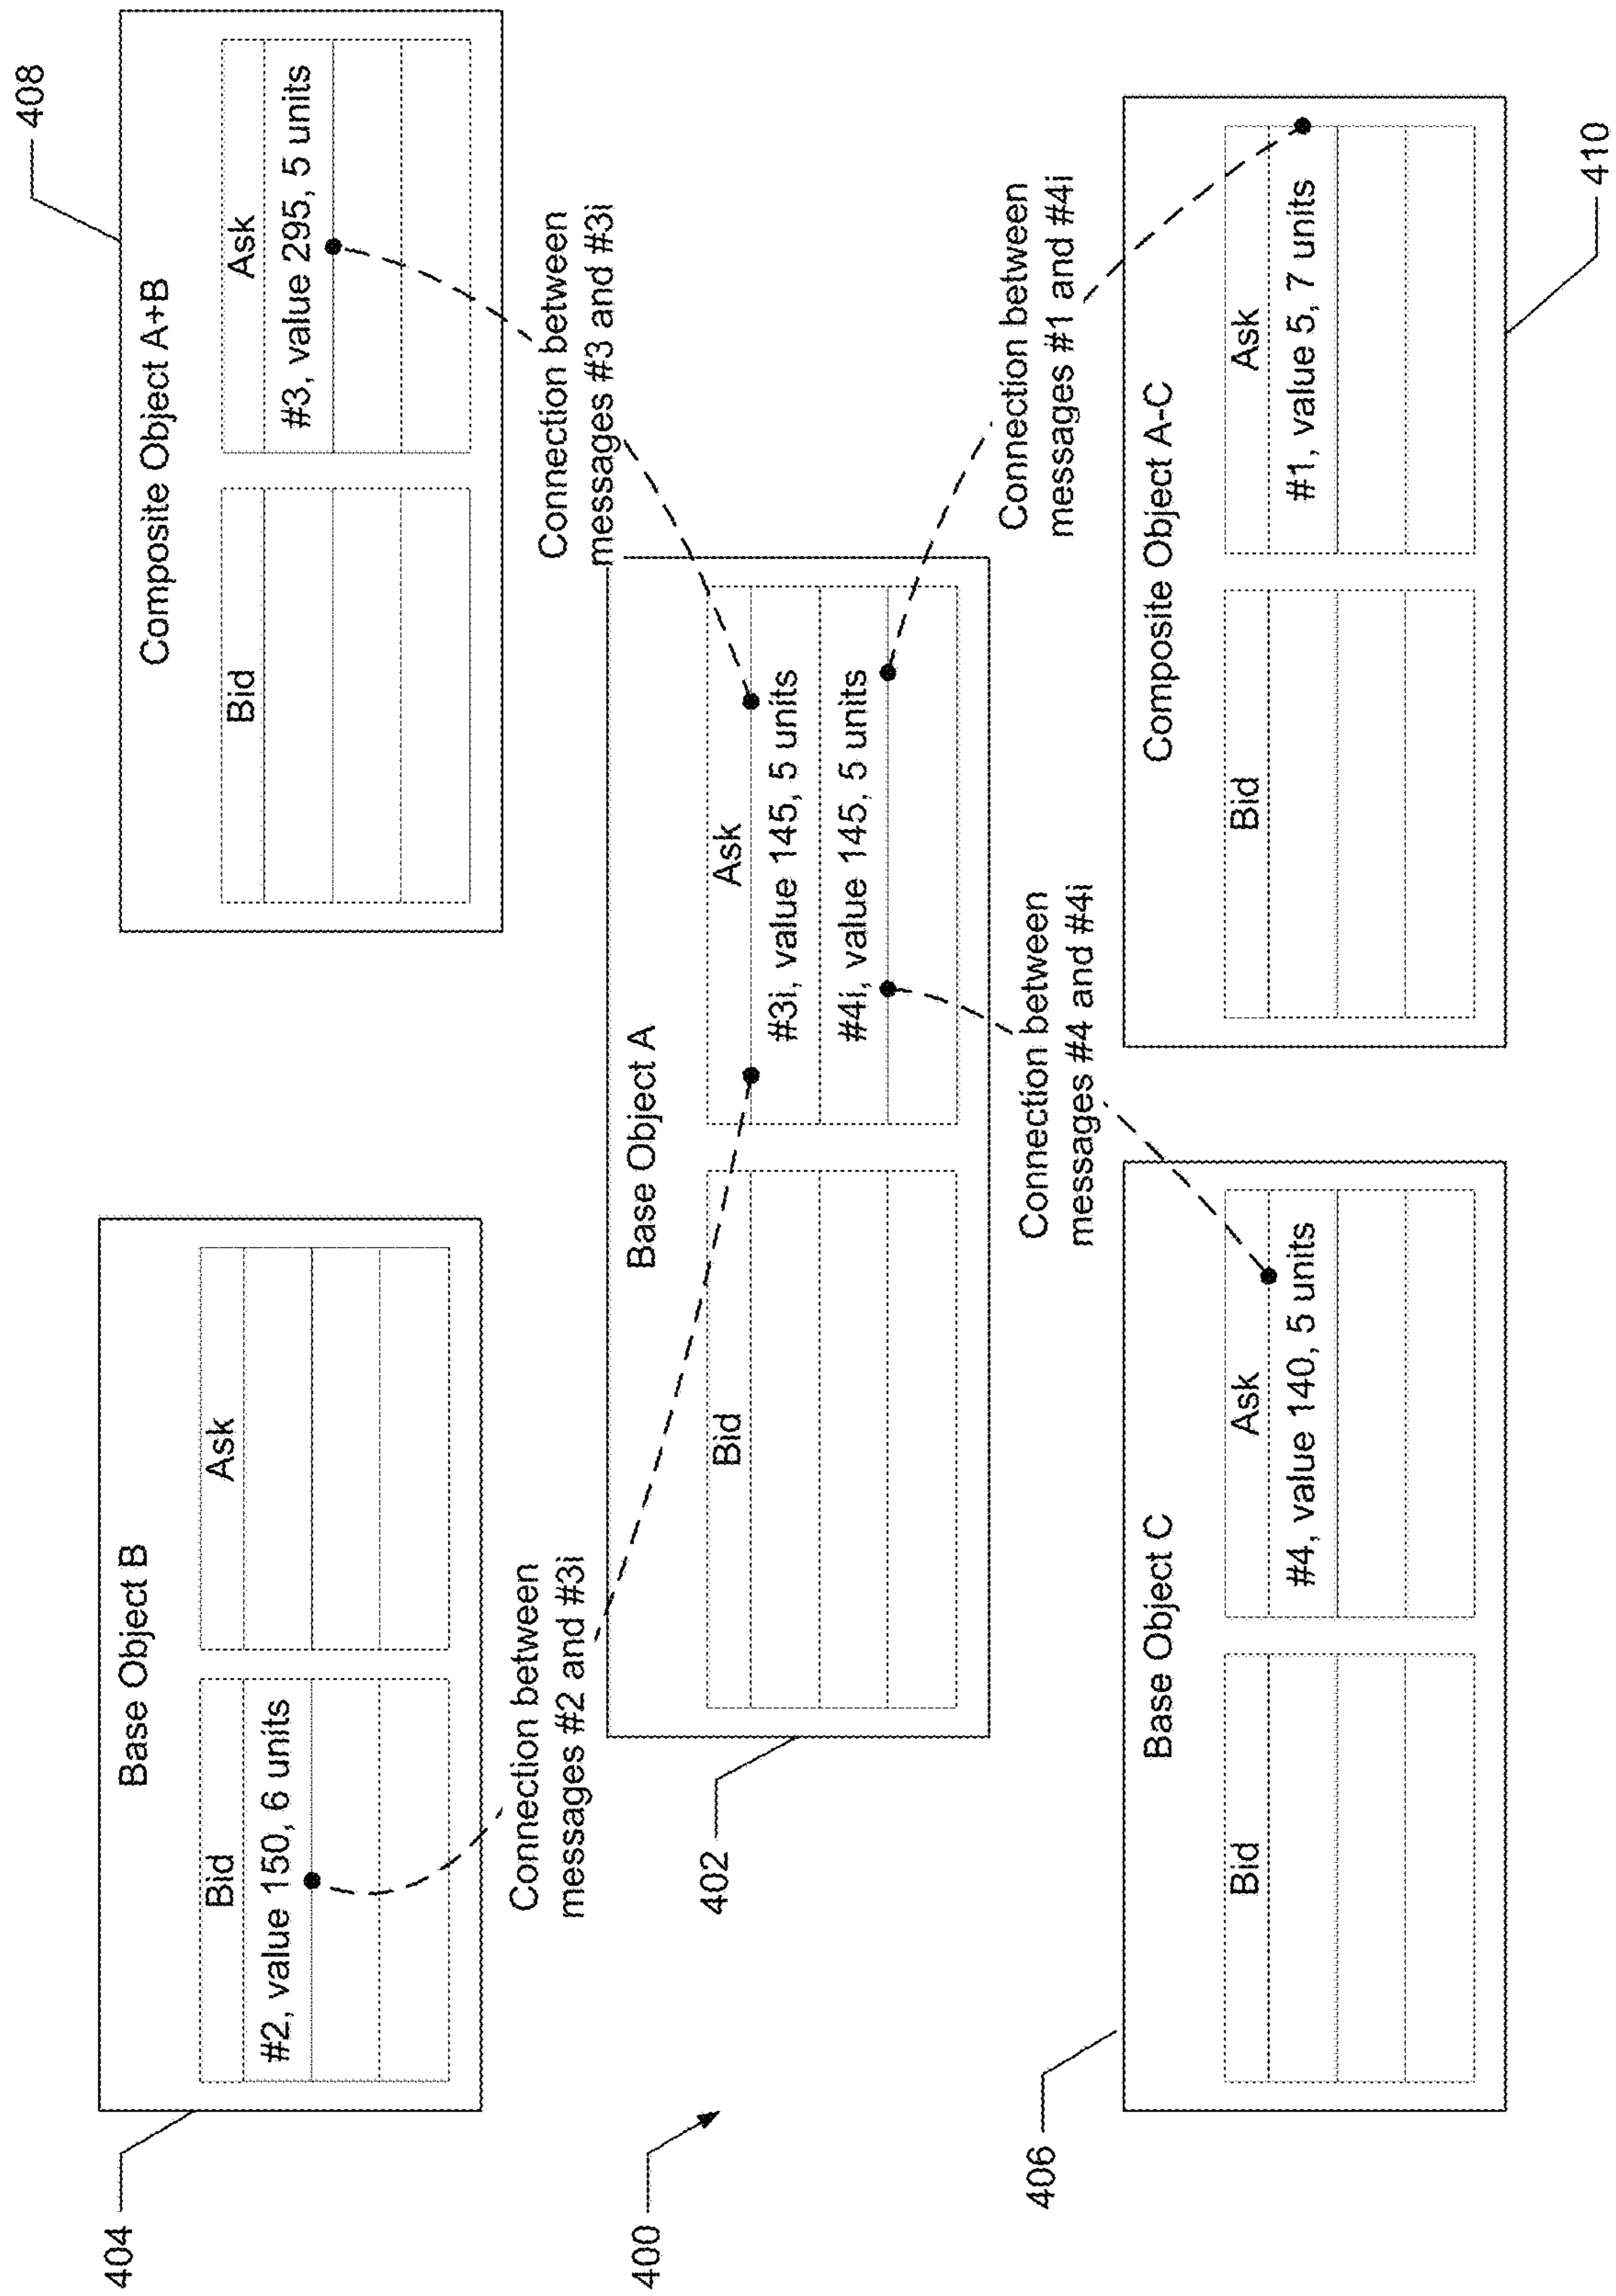 404
Base Object B
Bid
Ask
#2, value 150, 6 units
408
Composite Object A+B
Bid
Ask
#3, value 295, 5 units
Connection between
messages #2 and #3i
Connection between
messages #3 and #3i
400
402
Base Object A
Bid
Ask
#3i, value 145, 5 units
#4i, value 145, 5 units
Connection between
messages #4 and #4i
Connection between
messages #1 and #4i
406
Base Object C
Bid
Ask
#4, value 140, 5 units
Composite Object A-C
Bid
Ask
#1, value 5, 7 units
410